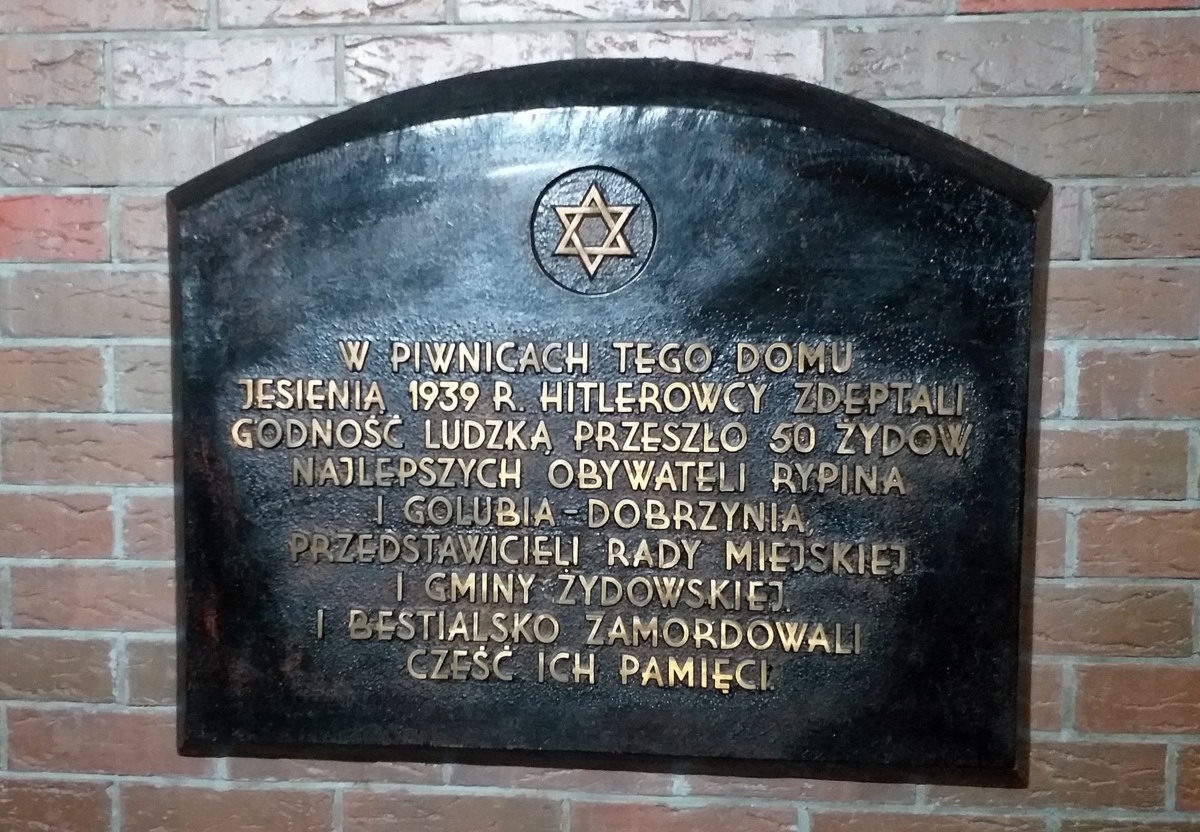 W PIWNICACH TEGO DOMU
JESIENIĄ 1939 R. HITLEROWCY ZDEPTALI
GODNOŚĆ LUDZKĄ PRZESZŁO 50 ŻYDÓW,
NAJLEPSZYCH OBYWATELI RYPINA
I GOLUBIA-DOBRZYNIA,
PRZEDSTAWICIELI RADY MIEJSKIEJ
I GMINY ŻYDOWSKIEJ.
I BESTIALSKO ZAMORDOWALI
CZEŚĆ ICH PAMIĘCI.